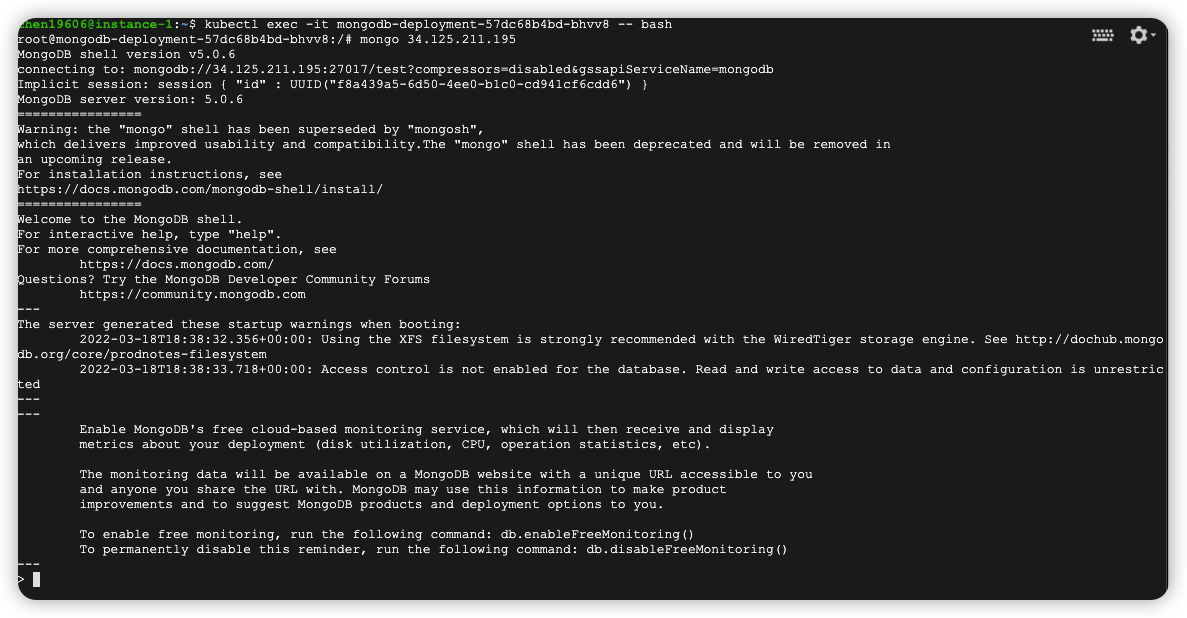 chen19606@instance-1:~$ kubectl exec -it mongodb-deployment-57dc68b4bd-bhvv8 -- bash
root@mongodb-deployment-57dc68b4bd-bhvv8:/# mongo 34.125.211.195
MongoDB shell version v5.0.6
connecting to: mongodb://34.125.211.195:27017/test?compressors=disabled&gssapiServiceName=mongodb
Implicit session: session { "id" : UUID("f8a439a5-6d50-4ee0-b1c0-cd941cf6cdd6") }
MongoDB server version: 5.0.6
================
Warning: the "mongo" shell has been superseded by "mongosh",
which delivers improved usability and compatibility.The "mongo" shell has been deprecated and will be removed in
an upcoming release.
For installation instructions, see
https://docs.mongodb.com/mongodb-shell/install/
================
Welcome to the MongoDB shell.
For interactive help, type "help".
For more comprehensive documentation, see
        https://docs.mongodb.com/
Questions? Try the MongoDB Developer Community Forums
        https://community.mongodb.com
---
The server generated these startup warnings when booting:
        2022-03-18T18:38:32.356+00:00: Using the XFS filesystem is strongly recommended with the WiredTiger storage engine. See http://dochub.mongo
db.org/core/prodnotes-filesystem
        2022-03-18T18:38:33.718+00:00: Access control is not enabled for the database. Read and write access to data and configuration is unrestric
ted
---
---
        Enable MongoDB's free cloud-based monitoring service, which will then receive and display
        metrics about your deployment (disk utilization, CPU, operation statistics, etc).

        The monitoring data will be available on a MongoDB website with a unique URL accessible to you
        and anyone you share the URL with. MongoDB may use this information to make product
        improvements and to suggest MongoDB products and deployment options to you.

        To enable free monitoring, run the following command: db.enableFreeMonitoring()
        To permanently disable this reminder, run the following command: db.disableFreeMonitoring()
---
>